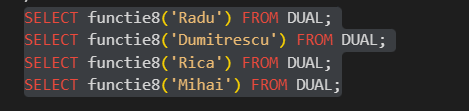 SELECT functie8('Radu') FROM DUAL;
SELECT functie8('Dumitrescu') FROM DUAL;
SELECT functie8('Rica') FROM DUAL;
SELECT functie8('Mihai') FROM DUAL;